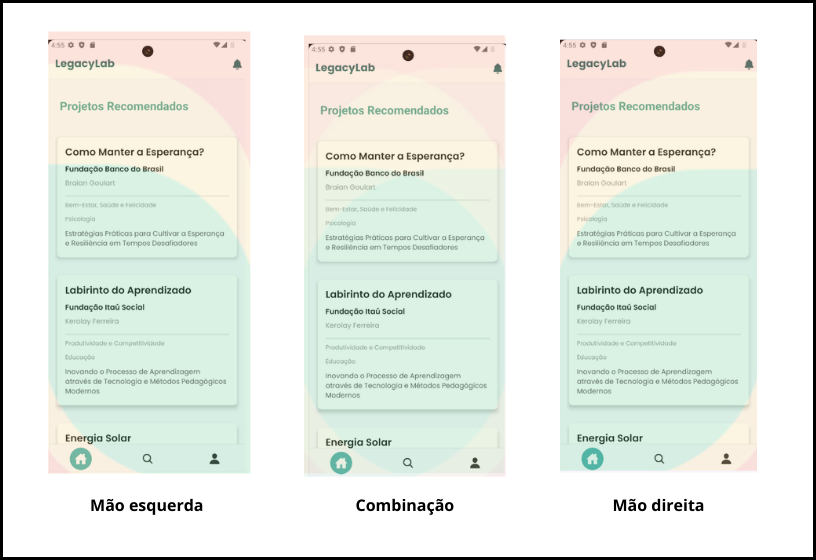 4:55
LegacyLab
Projetos Recomendados
Como Manter a Esperança?
Fundação Banco do Brasil
Braian Goulart
Bem-Estar, Saúde e Felicidade
Psicologia
Estratégias Práticas para Cultivar a Esperança
e Resiliência em Tempos Desafiadores
Labirinto do Aprendizado
Fundação Itaú Social
Kerolay Ferreira
Produtividade e Competitividade
Educação
Inovando o Processo de Aprendizagem
através de Tecnologia e Métodos Pedagógicos
Modernos
Energia Solar
Mão esquerda
4:55
LegacyLab
Projetos Recomendados
Como Manter a Esperança?
Fundação Banco do Brasil
Braian Goulart
Bem-Estar, Saúde e Felicidade
Psicologia
Estratégias Práticas para Cultivar a Esperança
e Resiliência em Tempos Desafiadores
Labirinto do Aprendizado
Fundação Itaú Social
Kerolay Ferreira
Produtividade e Competitividade
Educação
Inovando o Processo de Aprendizagem
através de Tecnologia e Métodos Pedagógicos
Modernos
Energia Solar
Combinação
4:55
LegacyLab
Projetos Recomendados
Como Manter a Esperança?
Fundação Banco do Brasil
Braian Goulart
Bem-Estar, Saúde e Felicidade
Psicologia
Estratégias Práticas para Cultivar a Esperança
e Resiliência em Tempos Desafiadores
Labirinto do Aprendizado
Fundação Itaú Social
Kerolay Ferreira
Produtividade e Competitividade
Educação
Inovando o Processo de Aprendizagem
através de Tecnologia e Métodos Pedagógicos
Modernos
Energia Solar
Mão direita